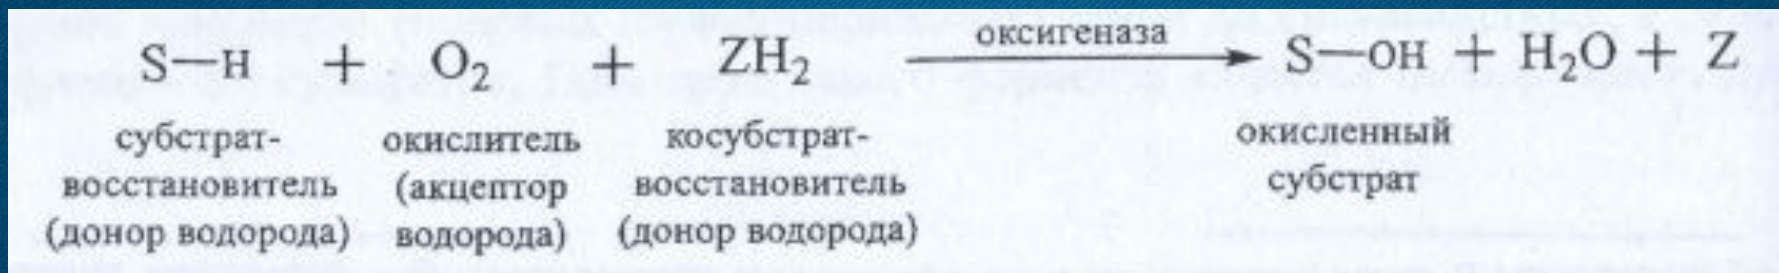 оксигеназа
S—H + O₂ + ZH₂ → S—OH + H₂O + Z
субстрат- окислитель косубстрат- окисленный
восстановитель (акцептор восстановитель субстрат
(донор водорода) водорода) (донор водорода)